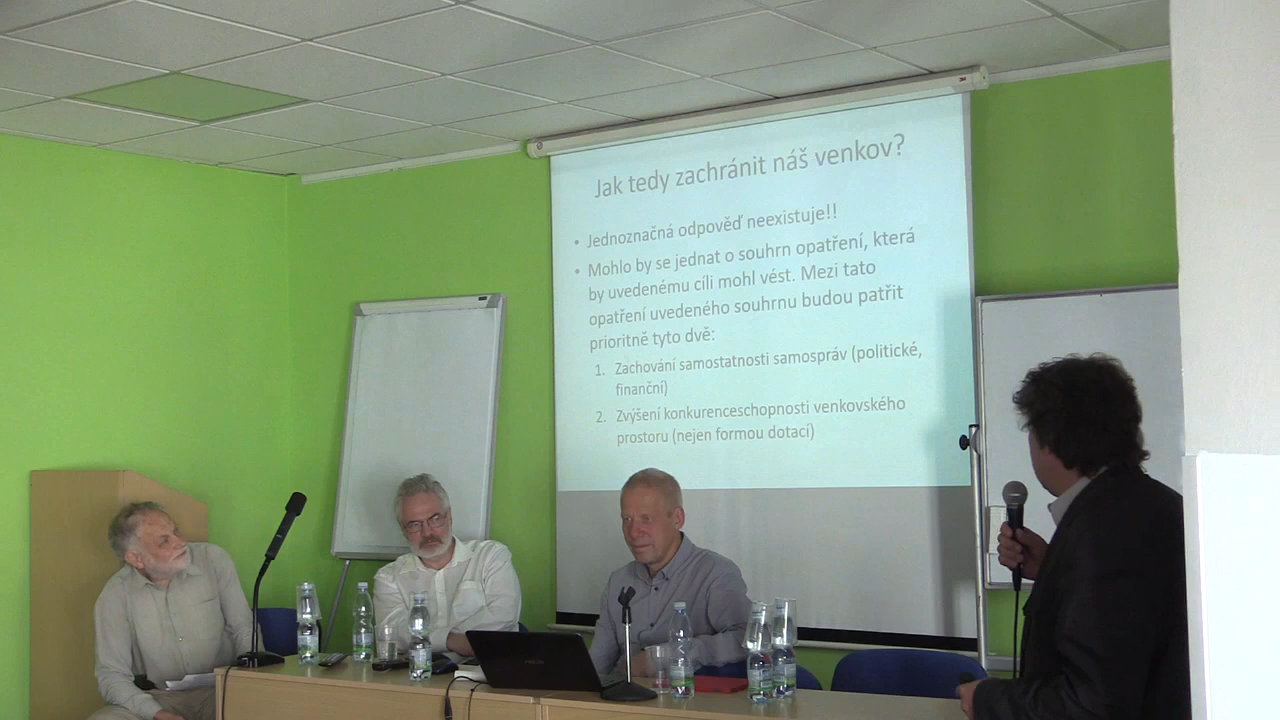 Jak tedy zachránit náš venkov?
• Jednoznačná odpověď neexistuje!!
• Mohlo by se jednat o souhrn opatření, která
by uvedenému cíli mohl vést. Mezi tato
opatření uvedeného souhrnu budou patřit
prioritně tyto dvě:
1. Zachování samostatnosti samospráv (politické,
finanční)
2. Zvýšení konkurenceschopnosti venkovského
prostoru (nejen formou dotací)